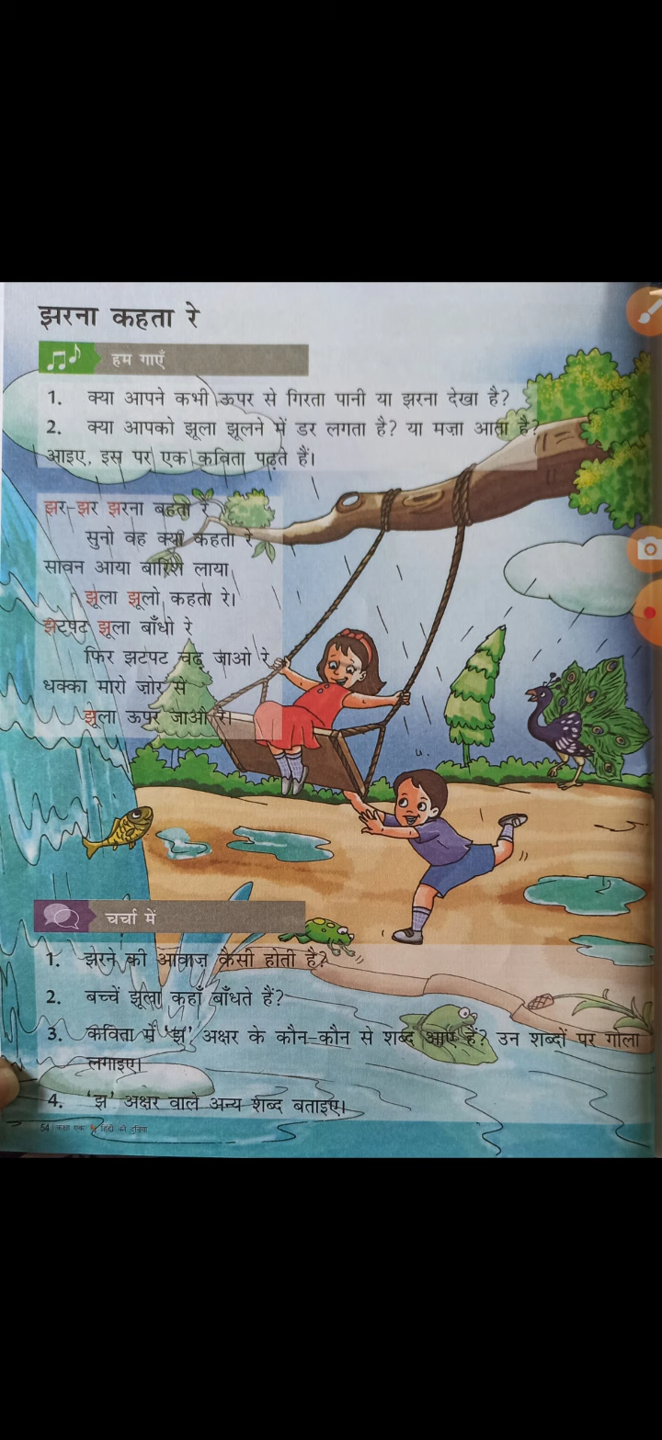 झरना कहता रे
हम गाएँ
1. क्या आपने कभी ऊपर से गिरता पानी या झरना देखा है?
2. क्या आपको झूला झूलने में डर लगता है? या मज़ा आता है?
आइए, इस पर एक कविता पढ़ते हैं।
झर-झर झरना बहता रे
सुनो वह क्या कहता रे
सावन आया बारिश लाया
झूला झूलो कहता रे।
झटपट झूला बाँधो रे
फिर झटपट चढ़ जाओ रे
धक्का मारो जोर से
झूला ऊपर जाओ रे।
चर्चा में
1. झरने की आवाज़ कैसी होती है?
2. बच्चें झूला कहाँ बाँधते हैं?
3. कविता में ‘झ’ अक्षर के कौन-कौन से शब्द आएँ हैं? उन शब्दों पर गोला
लगाइए।
4. ‘झ’ अक्षर वाले अन्य शब्द बताइए।
54